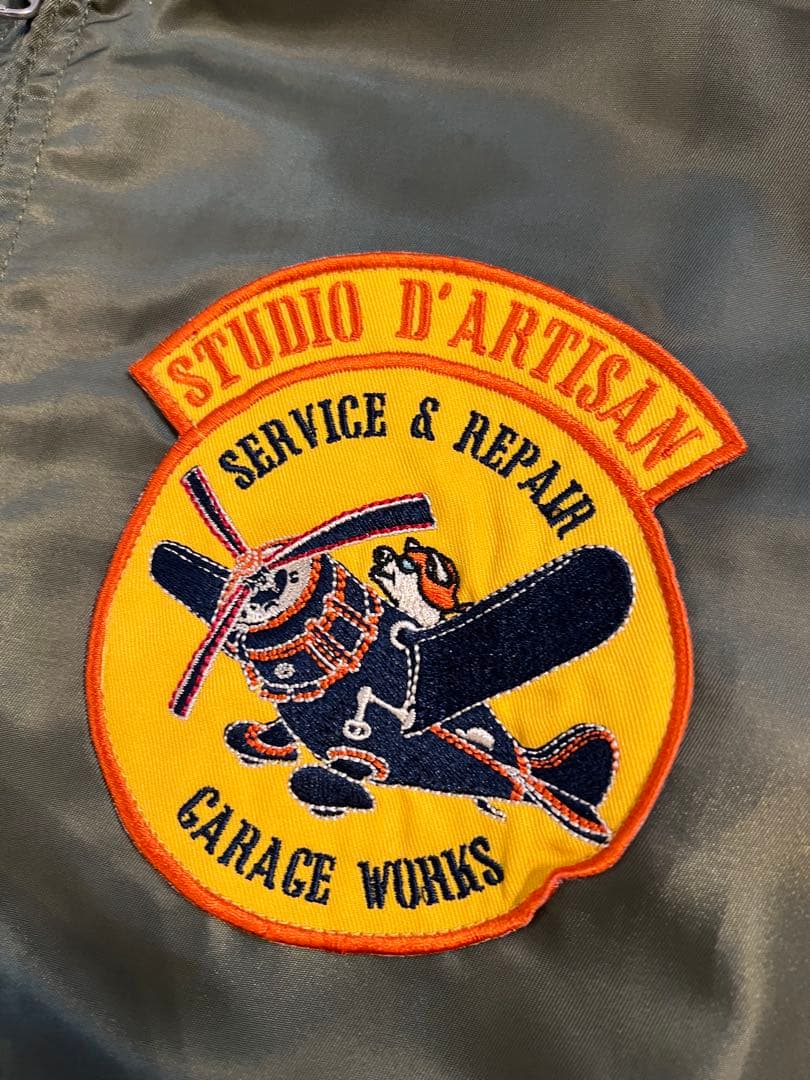 STUDIO D'ARTISAN
SERVICE & REPAIR
GARAGE WORKS